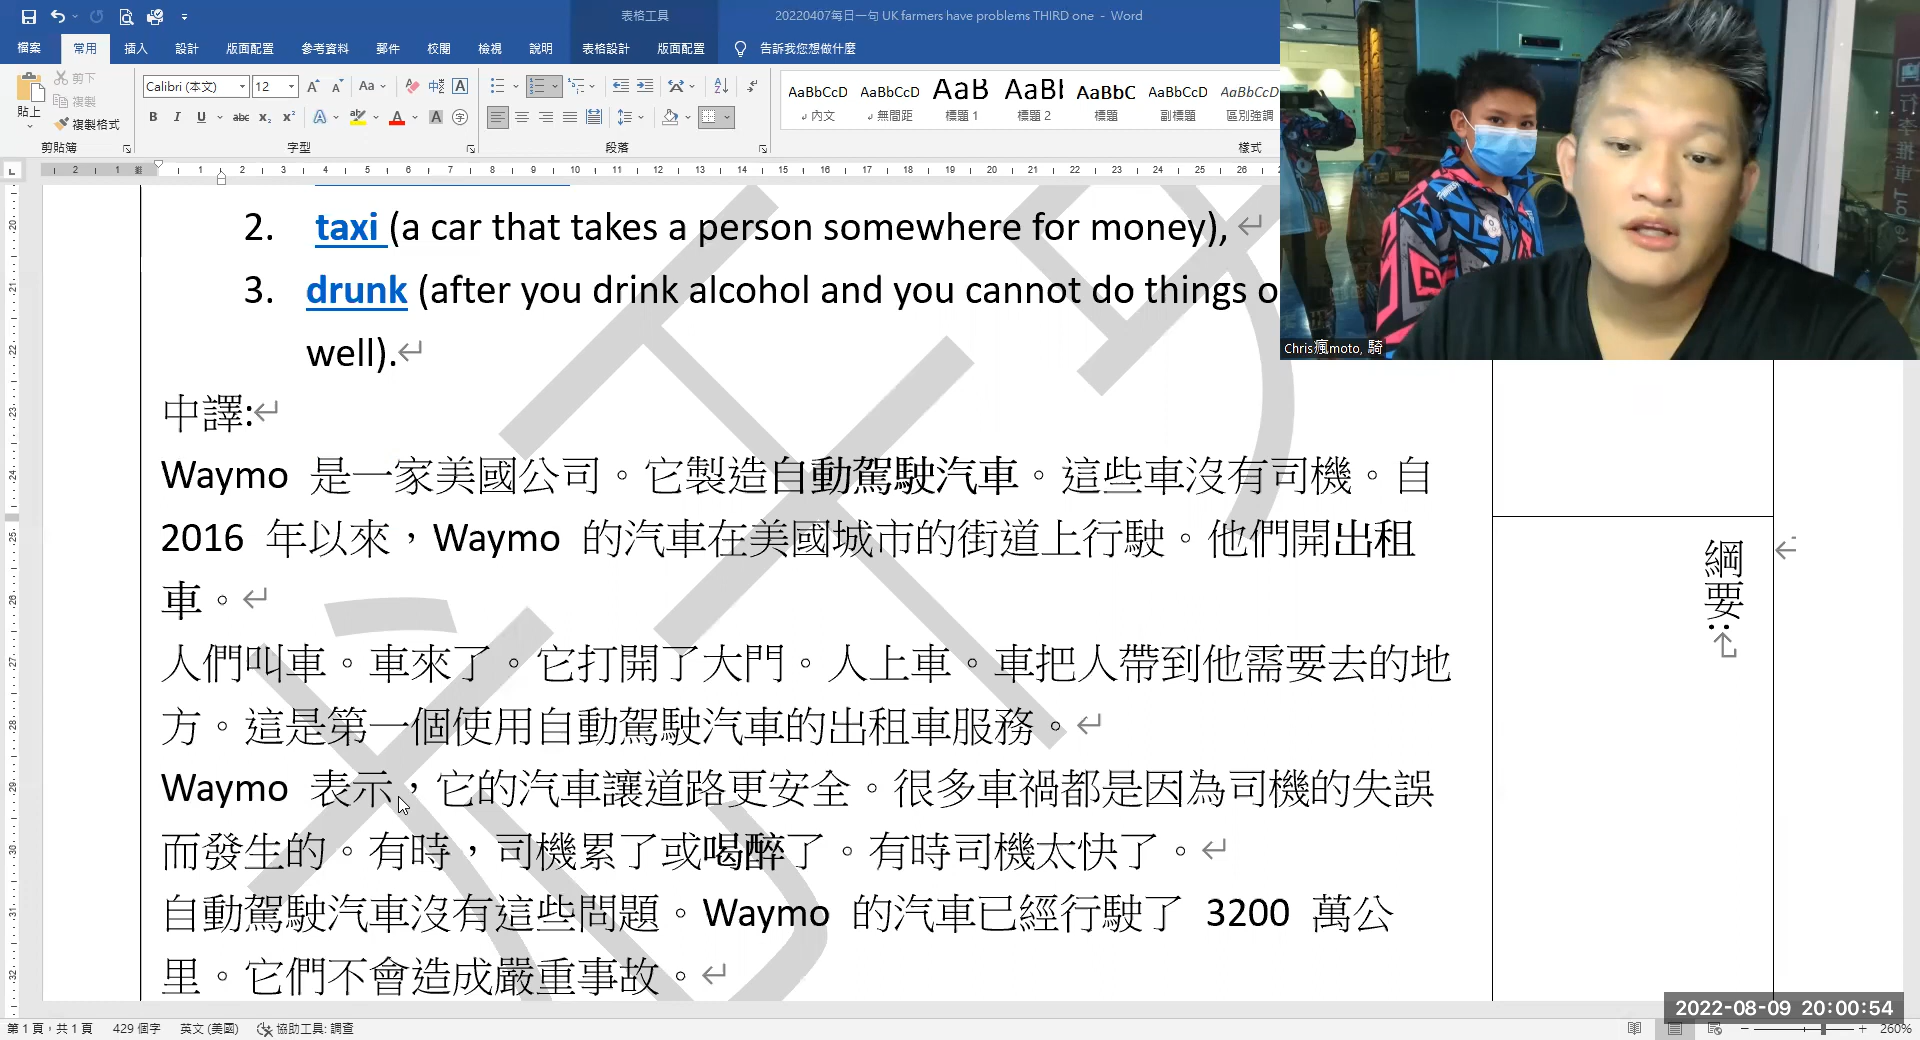 表格工具
20220407每日一句 UK farmers have problems THIRD one - Word
檔案 常用 插入 設計 版面配置 參考資料 郵件 校閱 檢視 說明 表格設計 版面配置 告訴我您想做什麼
貼上
剪下
複製
複製格式
剪貼簿
Calibri (本文) 12
字型
段落
AaBbCcD AaBbCcD AaB AaBl AaBbC AaBbCcD AaBbCcD
內文 無間距 標題 1 標題 2 標題 副標題 區別強調
樣式
2. taxi (a car that takes a person somewhere for money),
3. drunk (after you drink alcohol and you cannot do things o
well).
中譯:
Waymo 是一家美國公司。它製造自動駕駛汽車。這些車沒有司機。自
2016 年以來，Waymo 的汽車在美國城市的街道上行駛。他們開出租
車。
人們叫車。車來了。它打開了大門。人上車。車把人帶到他需要去的地
方。這是第一個使用自動駕駛汽車的出租車服務。
Waymo 表示，它的汽車讓道路更安全。很多車禍都是因為司機的失誤
而發生的。有時，司機累了或喝醉了。有時司機太快了。
自動駕駛汽車沒有這些問題。Waymo 的汽車已經行駛了 3200 萬公
里。它們不會造成嚴重事故。
綱要:
Chris瘋moto, 騎
行李推車 Trolley
2022-08-09 20:00:54
第 1 頁，共 1 頁 429 個字 英文 (美國) 協助工具: 調查
260%